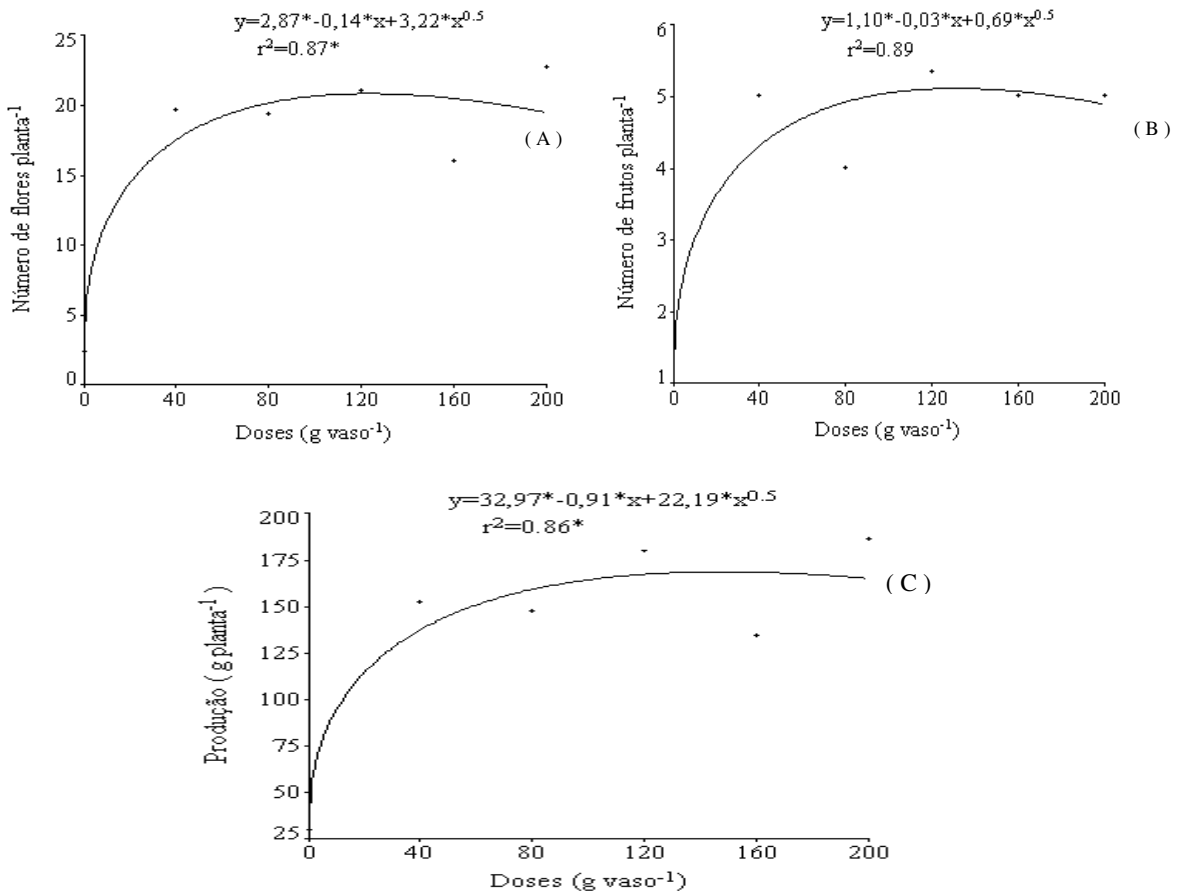 y=2,87*-0,14*x+3,22*x^0.5
r²=0.87*
25
20
15
10
5
0
Número de flores planta⁻¹
0 40 80 120 160 200
Doses (g vaso⁻¹)
( A )
y=1,10*-0,03*x+0,69*x^0.5
r²=0.89
6
5
4
3
2
1
Número de frutos planta⁻¹
0 40 80 120 160 200
Doses (g vaso⁻¹)
( B )
y=32,97*-0,91*x+22,19*x^0.5
r²=0.86*
200
175
150
125
100
75
50
25
Produção ( g planta⁻¹ )
0 40 80 120 160 200
Doses (g vaso⁻¹)
( C )